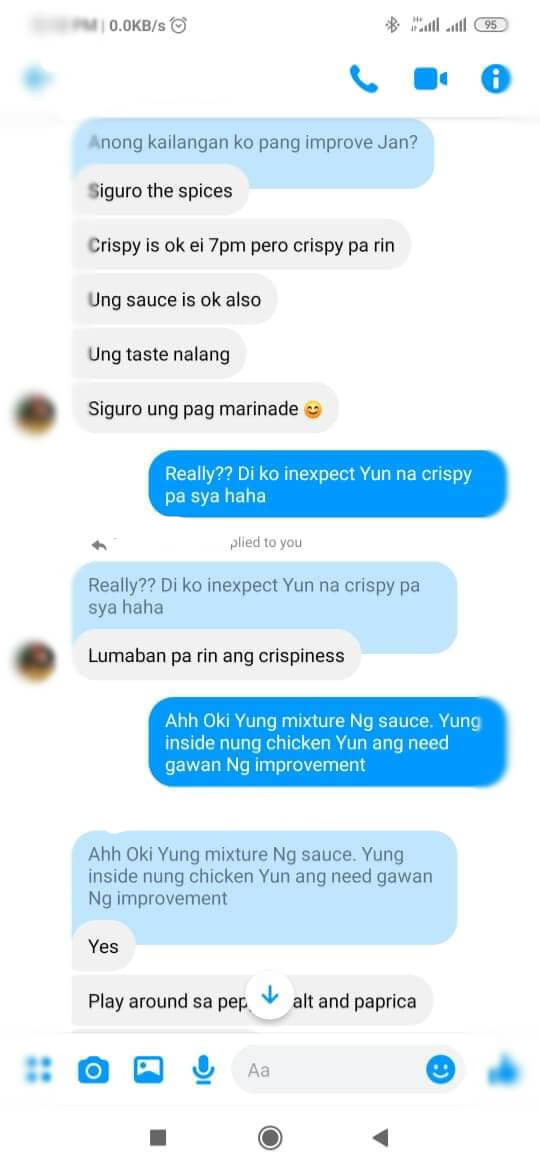 PM | 0.0KB/s
95
Anong kailangan ko pang improve Jan?
Siguro the spices
Crispy is ok ei 7pm pero crispy pa rin
Ung sauce is ok also
Ung taste nalang
Siguro ung pag marinade 😊
Really?? Di ko inexpect Yun na crispy
pa sya haha
plied to you
Really?? Di ko inexpect Yun na crispy pa
sya haha
Lumaban pa rin ang crispiness
Ahh Oki Yung mixture Ng sauce. Yung
inside nung chicken Yun ang need
gawan Ng improvement
Ahh Oki Yung mixture Ng sauce. Yung
inside nung chicken Yun ang need gawan
Ng improvement
Yes
Play around sa pep alt and paprica
Aa